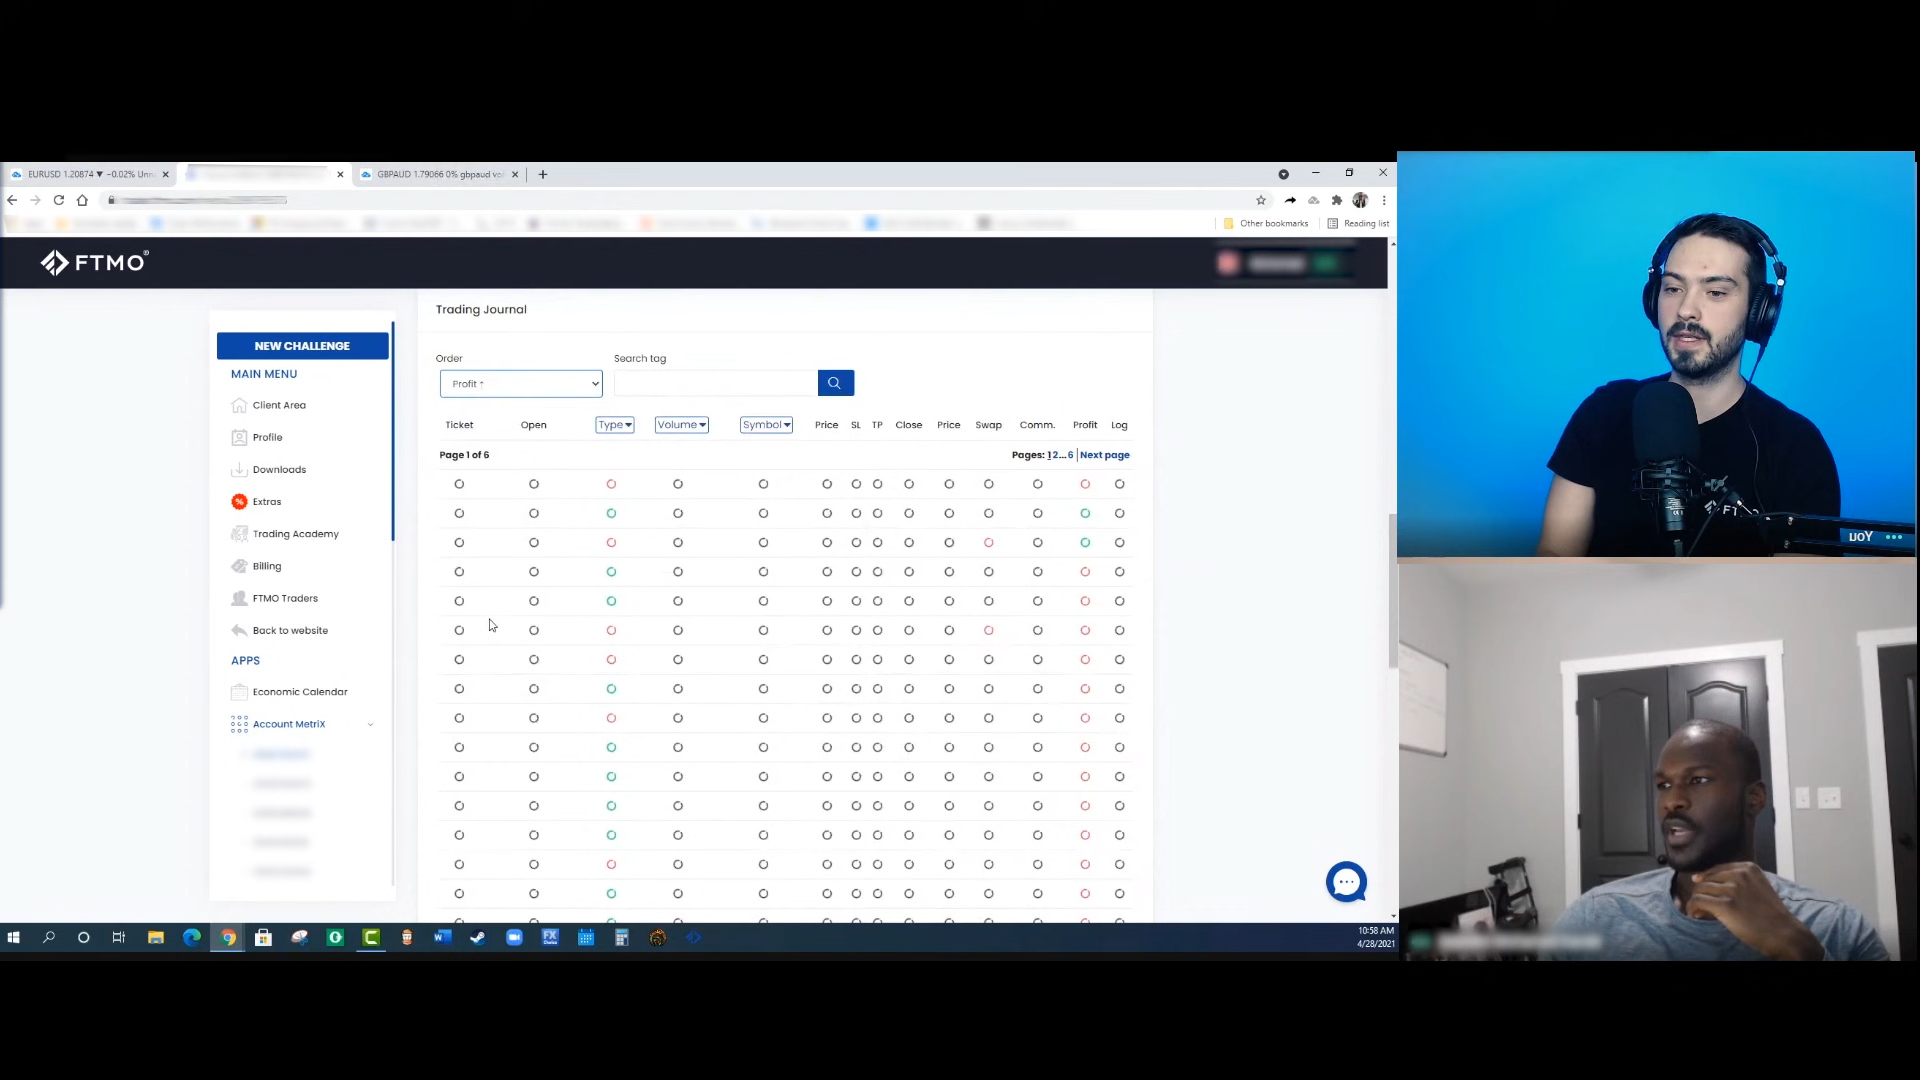 EURUSD 1.20874 ▼ −0.02% Unn
GBPAUD 1.79066 0% gbpaud vo
Other bookmarks
Reading list
FTMO®
NEW CHALLENGE
MAIN MENU
Client Area
Profile
Downloads
Extras
Trading Academy
Billing
FTMO Traders
Back to website
APPS
Economic Calendar
Account MetriX
Trading Journal
Order
Search tag
Profit ↑
Ticket Open Type Volume Symbol Price SL TP Close Price Swap Comm. Profit Log
Page 1 of 6
Pages: 1 2... 6 | Next page
10:58 AM
4/28/2021